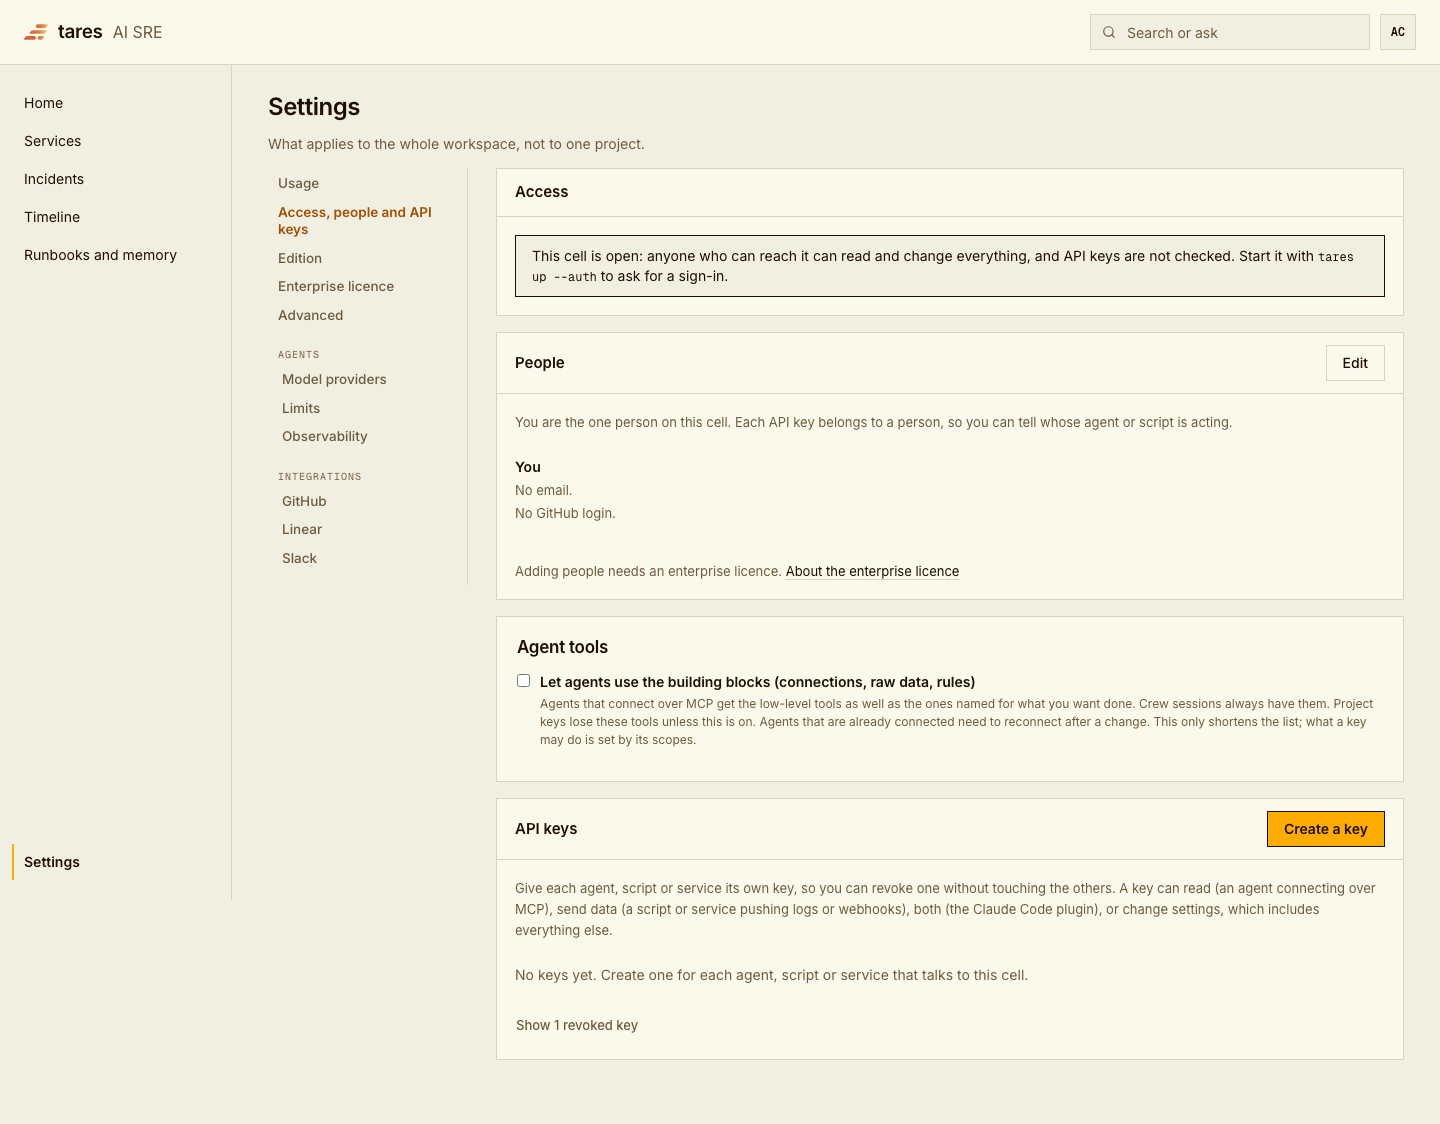 tares AI SRE
Search or ask
AC
Home
Services
Incidents
Timeline
Runbooks and memory
Settings
Settings
What applies to the whole workspace, not to one project.
Usage
Access, people and API
keys
Edition
Enterprise licence
Advanced
AGENTS
Model providers
Limits
Observability
INTEGRATIONS
GitHub
Linear
Slack
Access
This cell is open: anyone who can reach it can read and change everything, and API keys are not checked. Start it with tares
up --auth to ask for a sign-in.
People
Edit
You are the one person on this cell. Each API key belongs to a person, so you can tell whose agent or script is acting.
You
No email.
No GitHub login.
Adding people needs an enterprise licence. About the enterprise licence
Agent tools
Let agents use the building blocks (connections, raw data, rules)
Agents that connect over MCP get the low-level tools as well as the ones named for what you want done. Crew sessions always have them. Project
keys lose these tools unless this is on. Agents that are already connected need to reconnect after a change. This only shortens the list; what a key
may do is set by its scopes.
API keys
Create a key
Give each agent, script or service its own key, so you can revoke one without touching the others. A key can read (an agent connecting over
MCP), send data (a script or service pushing logs or webhooks), both (the Claude Code plugin), or change settings, which includes
everything else.
No keys yet. Create one for each agent, script or service that talks to this cell.
Show 1 revoked key